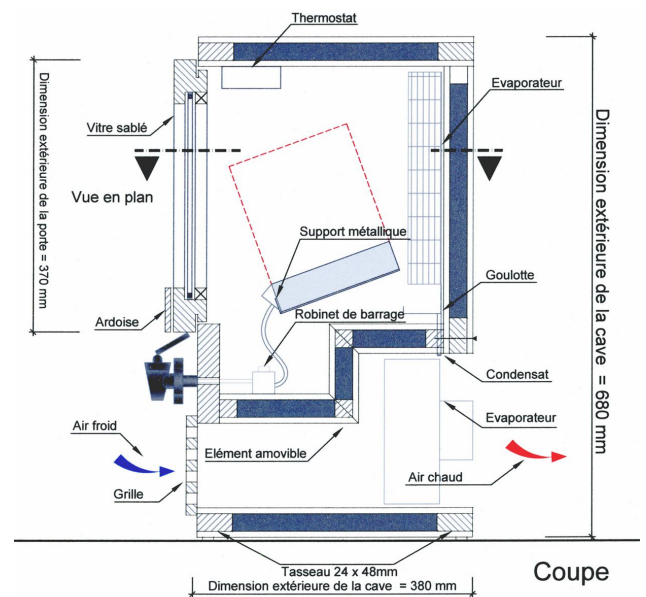 Thermostat
Evaporateur
Vitre sablé
Dimension extérieure de la porte = 370 mm
Vue en plan
Dimension extérieure de la cave = 680 mm
Support métallique
Goulotte
Ardoise
Robinet de barrage
Condensat
Evaporateur
Air froid
Elément amovible
Air chaud
Grille
Tasseau 24 x 48mm
Coupe
Dimension extérieure de la cave = 380 mm